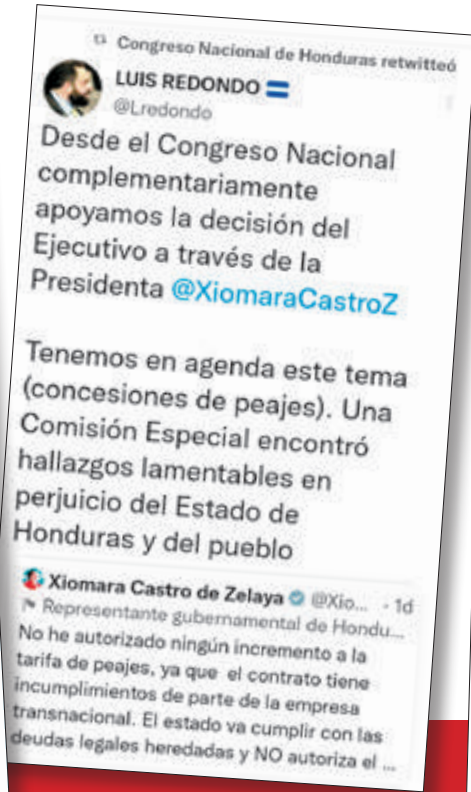 Congreso Nacional de Honduras retwitteó
LUIS REDONDO
@Lredondo
Desde el Congreso Nacional
complementariamente
apoyamos la decisión del
Ejecutivo a través de la
Presidenta @XiomaraCastroZ
Tenemos en agenda este tema
(concesiones de peajes). Una
Comisión Especial encontró
hallazgos lamentables en
perjuicio del Estado de
Honduras y del pueblo
Xiomara Castro de Zelaya @Xio... · 1d
Representante gubernamental de Hondu...
No he autorizado ningún incremento a la
tarifa de peajes, ya que el contrato tiene
incumplimientos de parte de la empresa
transnacional. El estado va cumplir con las
deudas legales heredadas y NO autoriza el ...